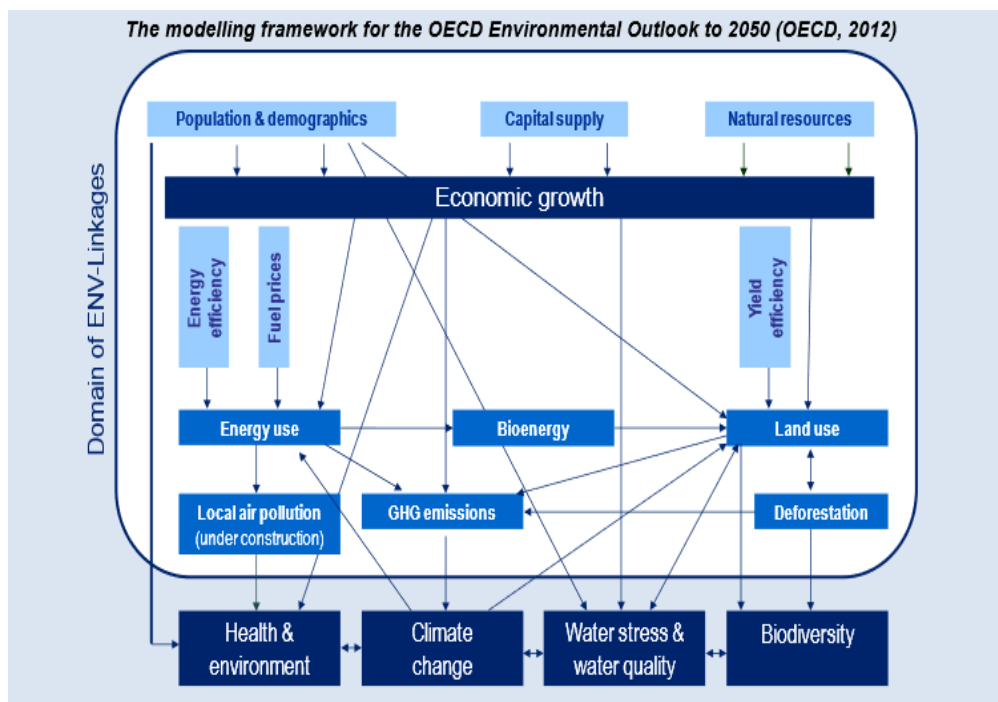 The modelling framework for the OECD Environmental Outlook to 2050 (OECD, 2012)
Domain of ENV-Linkages
Population & demographics
Capital supply
Natural resources
Economic growth
Energy
efficiency
Fuel prices
Yield
efficiency
Energy use
Bioenergy
Land use
Local air pollution
(under construction)
GHG emissions
Deforestation
Health &
environment
Climate
change
Water stress &
water quality
Biodiversity